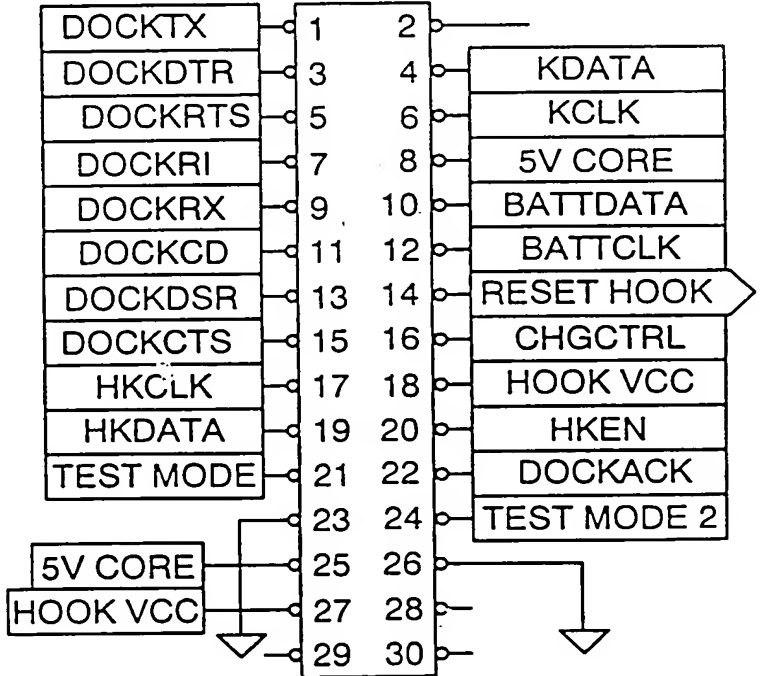 DOCKTX 1 2
DOCKDTR 3 4 KDATA
DOCKRTS 5 6 KCLK
DOCKRI 7 8 5V CORE
DOCKRX 9 10 BATTDATA
DOCKCD 11 12 BATTCLK
DOCKDSR 13 14 RESET HOOK
DOCKCTS 15 16 CHGCTRL
HKCLK 17 18 HOOK VCC
HKDATA 19 20 HKEN
TEST MODE 21 22 DOCKACK
23 24 TEST MODE 2
5V CORE 25 26
HOOK VCC 27 28
29 30